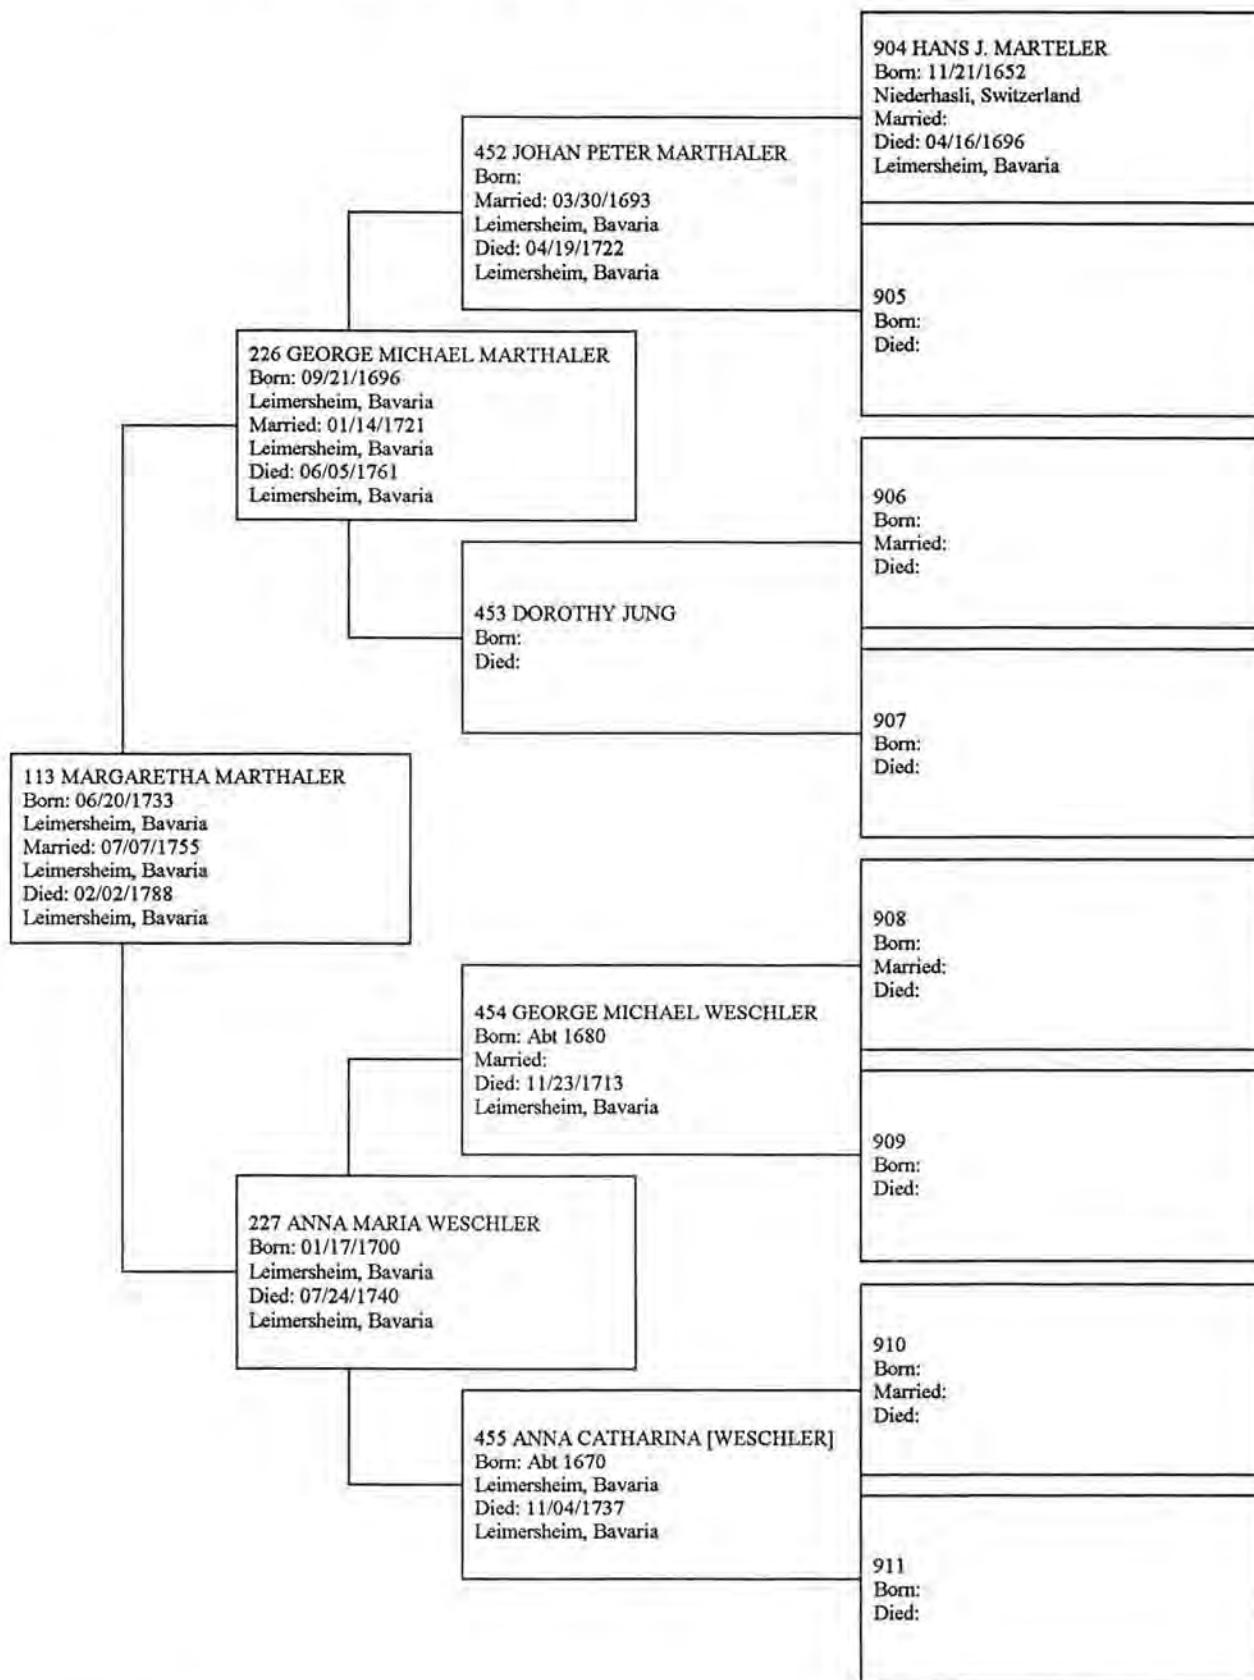 904 HANS J. MARTELER
Born: 11/21/1652
Niederhasli, Switzerland
Married:
Died: 04/16/1696
Leimersheim, Bavaria
452 JOHAN PETER MARTHALER
Born:
Married: 03/30/1693
Leimersheim, Bavaria
Died: 04/19/1722
Leimersheim, Bavaria
905
Born:
Died:
226 GEORGE MICHAEL MARTHALER
Born: 09/21/1696
Leimersheim, Bavaria
Married: 01/14/1721
Leimersheim, Bavaria
Died: 06/05/1761
Leimersheim, Bavaria
906
Born:
Married:
Died:
453 DOROTHY JUNG
Born:
Died:
907
Born:
Died:
113 MARGARETHA MARTHALER
Born: 06/20/1733
Leimersheim, Bavaria
Married: 07/07/1755
Leimersheim, Bavaria
Died: 02/02/1788
Leimersheim, Bavaria
908
Born:
Married:
Died:
454 GEORGE MICHAEL WESCHLER
Born: Abt 1680
Married:
Died: 11/23/1713
Leimersheim, Bavaria
909
Born:
Died:
227 ANNA MARIA WESCHLER
Born: 01/17/1700
Leimersheim, Bavaria
Died: 07/24/1740
Leimersheim, Bavaria
910
Born:
Married:
Died:
455 ANNA CATHARINA [WESCHLER]
Born: Abt 1670
Leimersheim, Bavaria
Died: 11/04/1737
Leimersheim, Bavaria
911
Born:
Died: